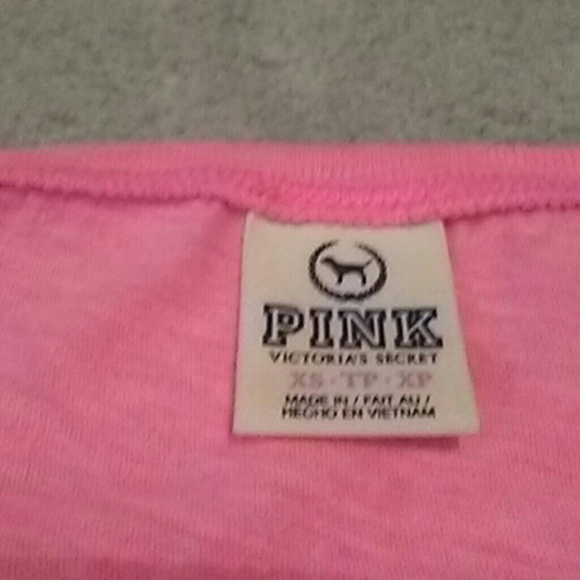 PINK
VICTORIA'S SECRET
XS · TP · XP
MADE IN / FAIT AU /
HECHO EN VIETNAM